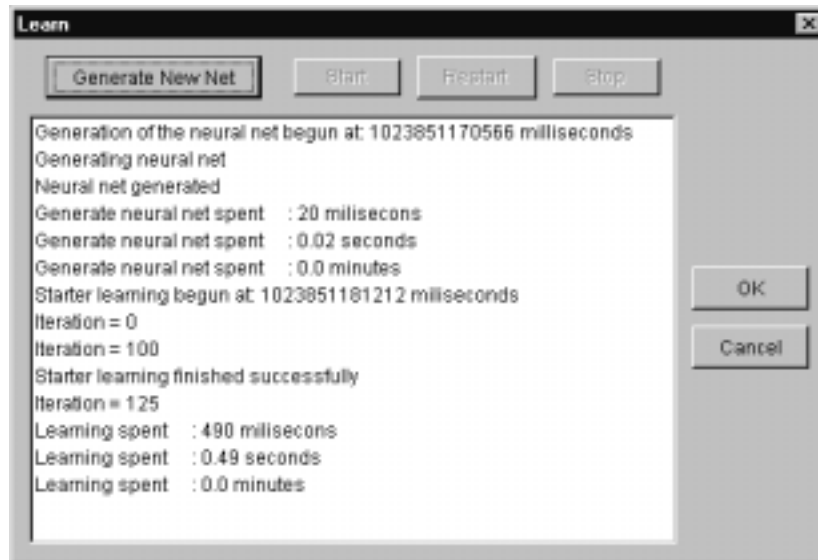 Learn
Generate New Net Start Restart Stop
Generation of the neural net begun at: 1023851170566 milliseconds
Generating neural net
Neural net generated
Generate neural net spent : 20 milisecons
Generate neural net spent : 0.02 seconds
Generate neural net spent : 0.0 minutes
Starter learning begun at: 1023851181212 miliseconds
Iteration = 0
Iteration = 100
Starter learning finished successfully
Iteration = 125
Learning spent : 490 milisecons
Learning spent : 0.49 seconds
Learning spent : 0.0 minutes
OK
Cancel